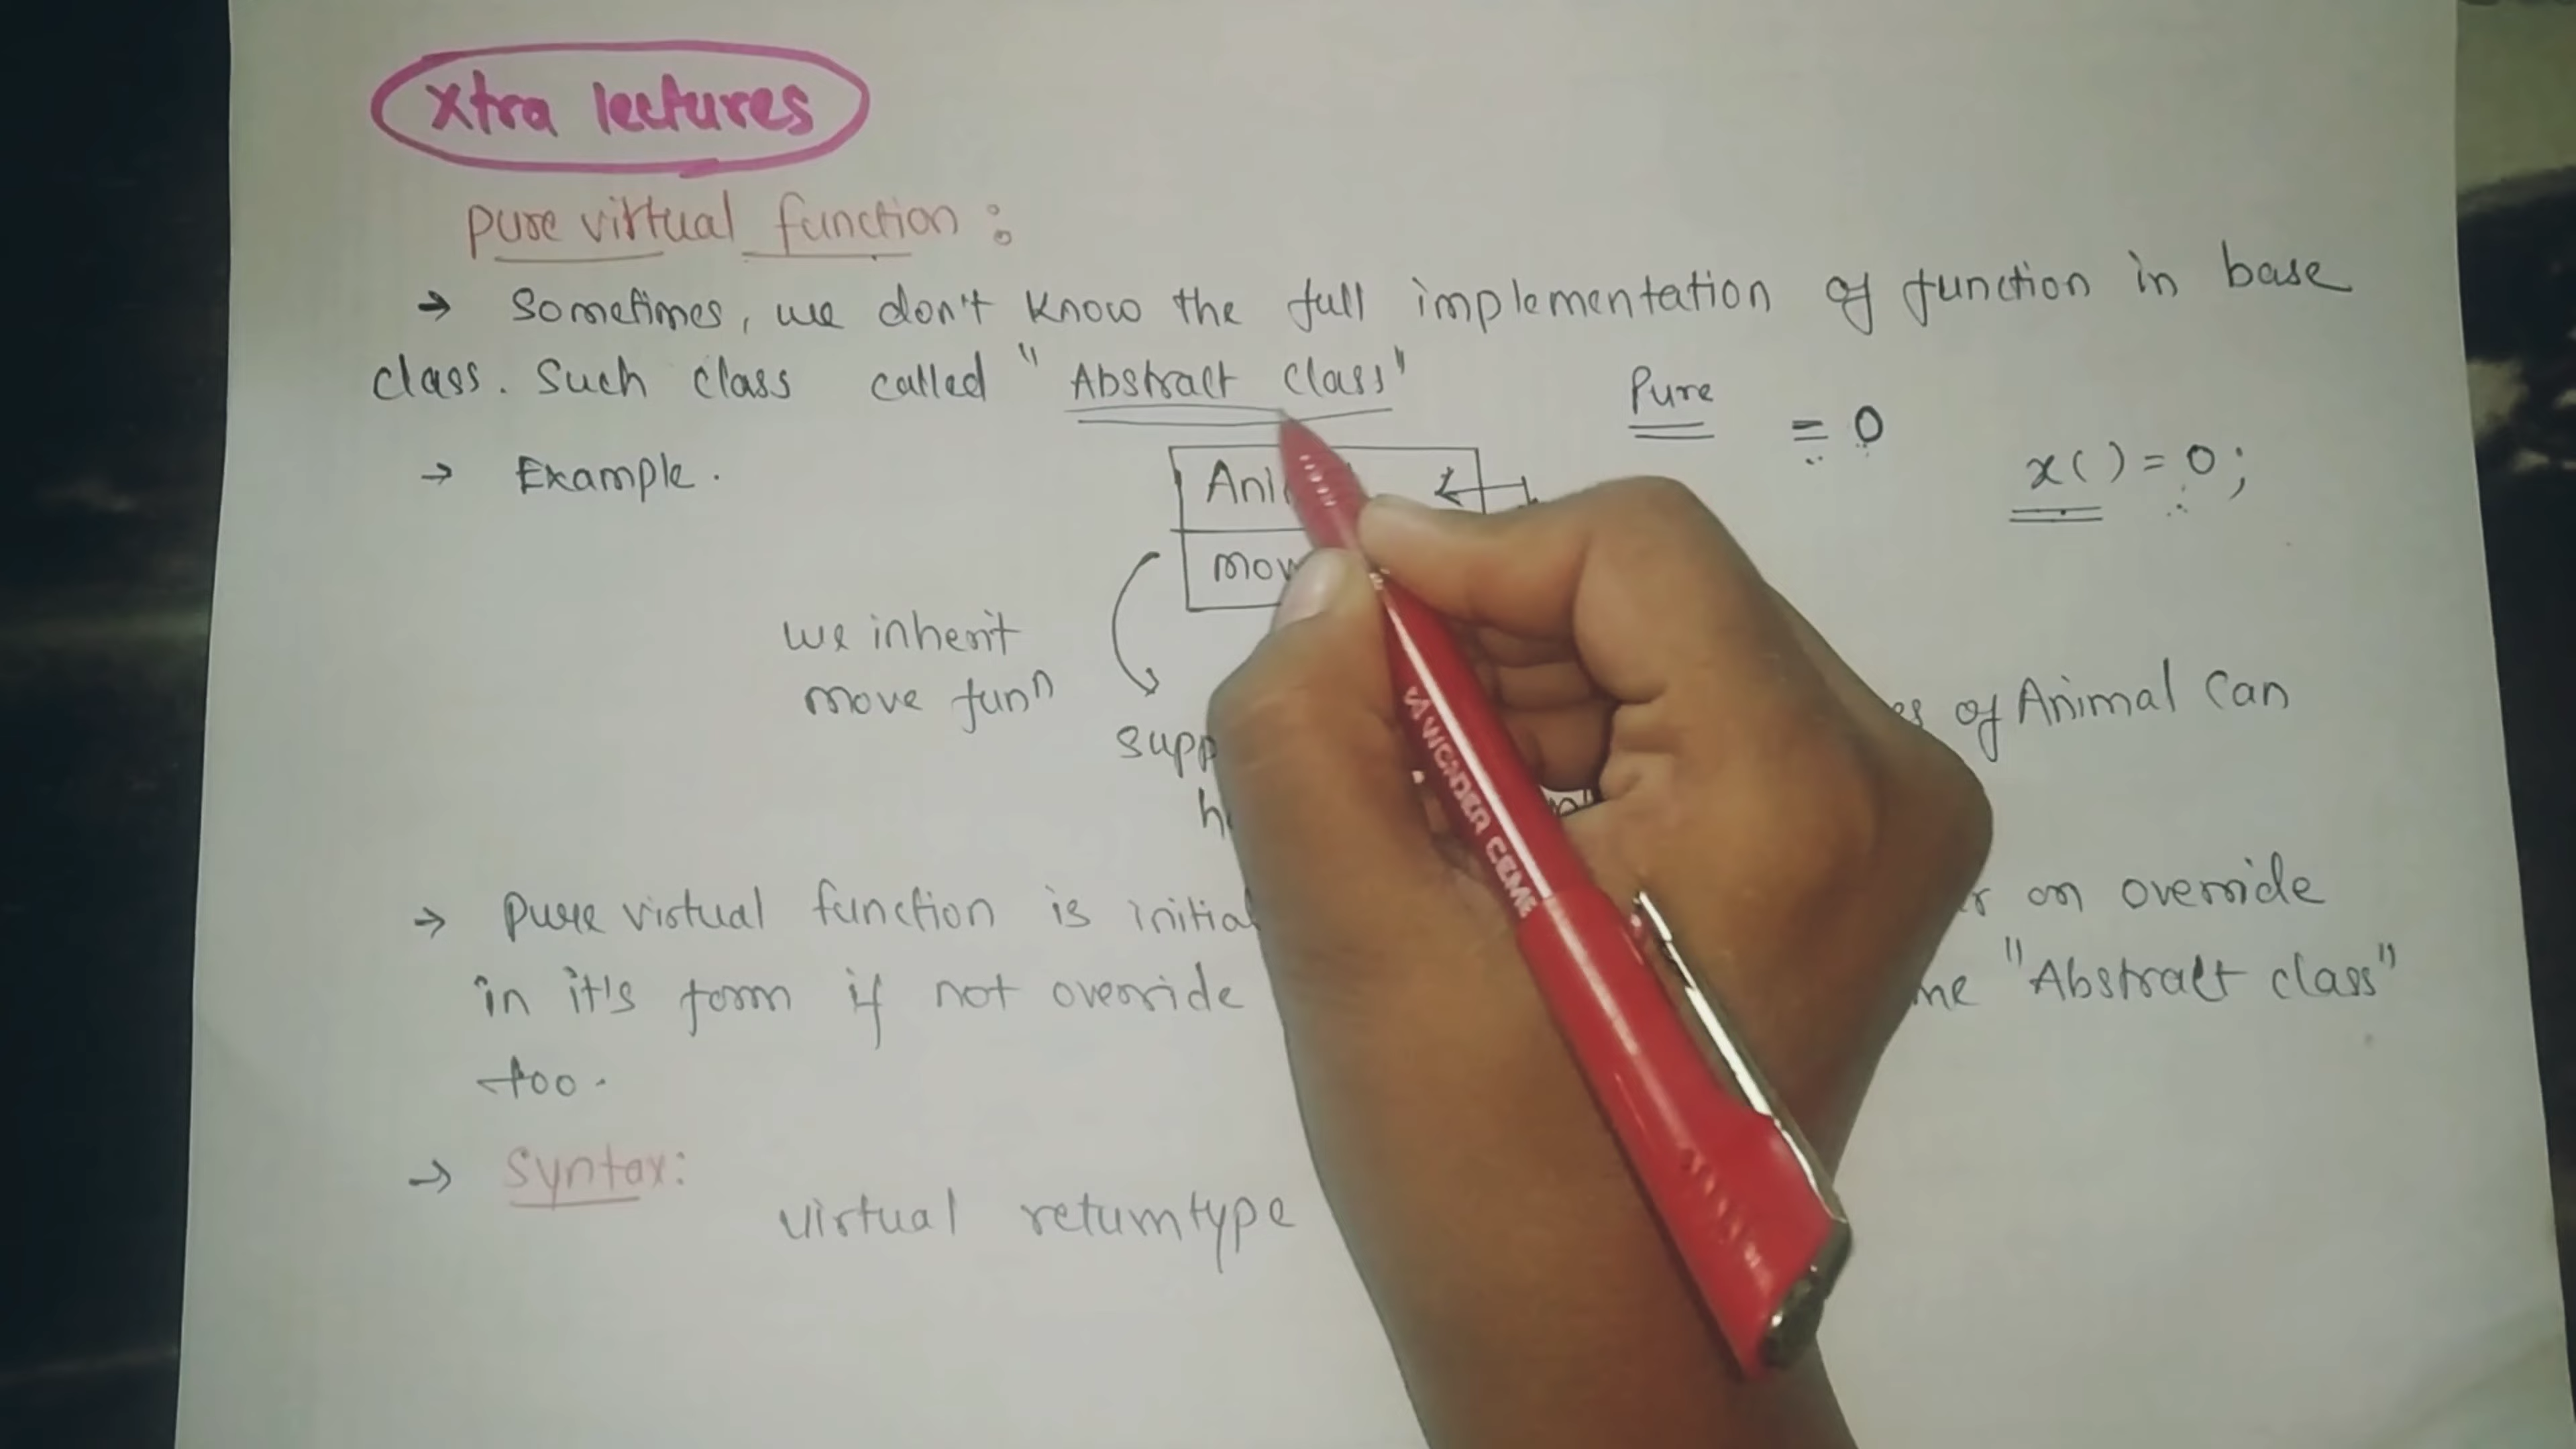 xtra lectures
pure virtual function :
→ Sometimes, we don't know the full implementation of function in base
class. Such class called "Abstract class"
Pure = 0
x() = 0;
→ Example.
we inherit
move funⁿ
of Animal can
→ pure virtual function is on override
in it's form if not override "Abstract class"
too.
→ Syntax:
virtual returntype